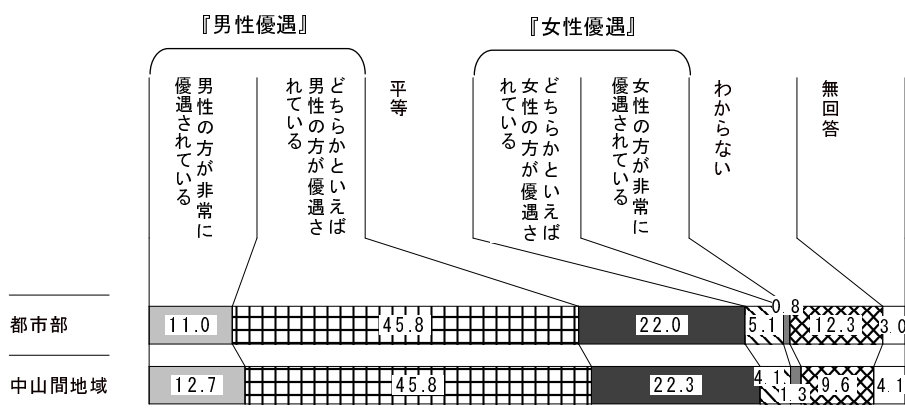 『男性優遇』
『女性優遇』
男性の方が非常に
優遇されている
どちらかといえば
男性の方が優遇さ
れている
平等
どちらかといえば
女性の方が優遇さ
れている
女性の方が非常に
優遇されている
わからない
無回答
都市部
11.0
45.8
22.0
5.1
0.8
12.3
3.0
中山間地域
12.7
45.8
22.3
4.1
1.3
9.6
4.1